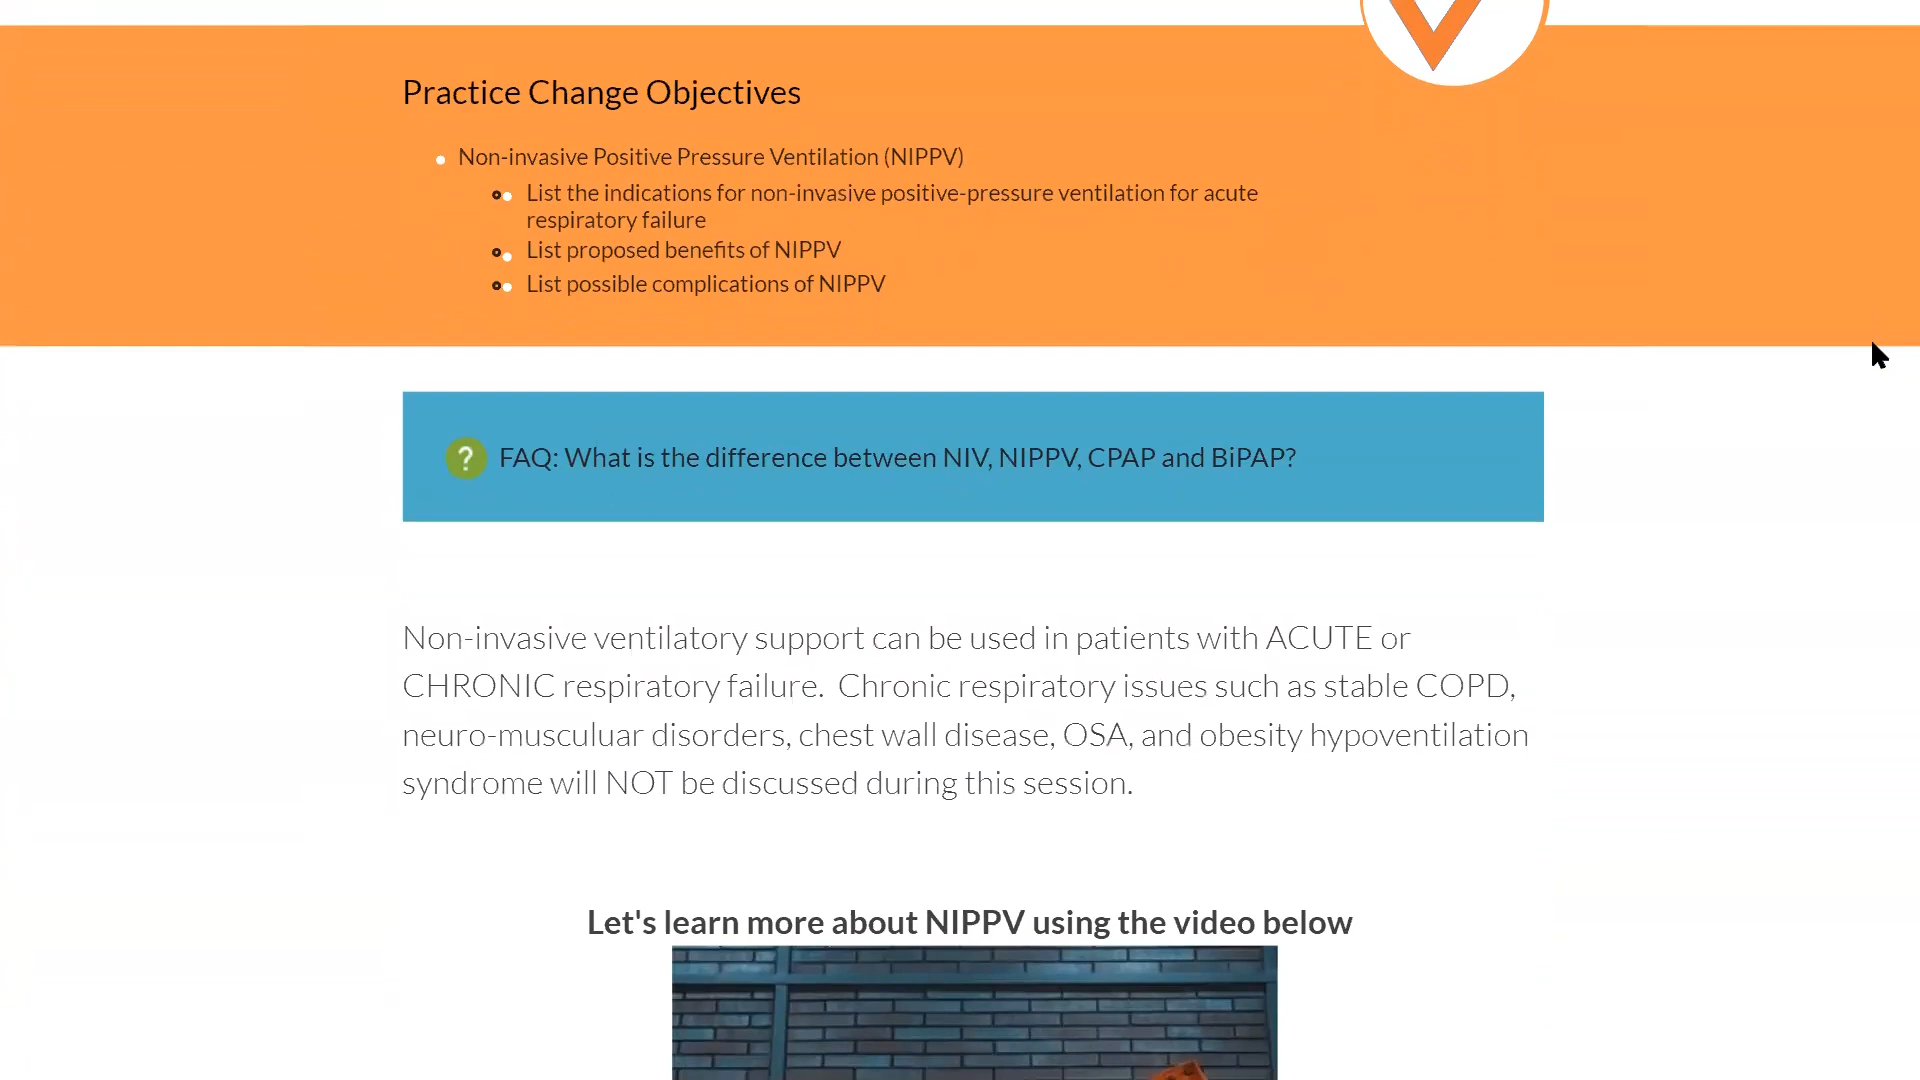 Practice Change Objectives
Non-invasive Positive Pressure Ventilation (NIPPV)
List the indications for non-invasive positive-pressure ventilation for acute
respiratory failure
List proposed benefits of NIPPV
List possible complications of NIPPV
? FAQ: What is the difference between NIV, NIPPV, CPAP and BiPAP?
Non-invasive ventilatory support can be used in patients with ACUTE or
CHRONIC respiratory failure.  Chronic respiratory issues such as stable COPD,
neuro-musculuar disorders, chest wall disease, OSA, and obesity hypoventilation
syndrome will NOT be discussed during this session.
Let's learn more about NIPPV using the video below